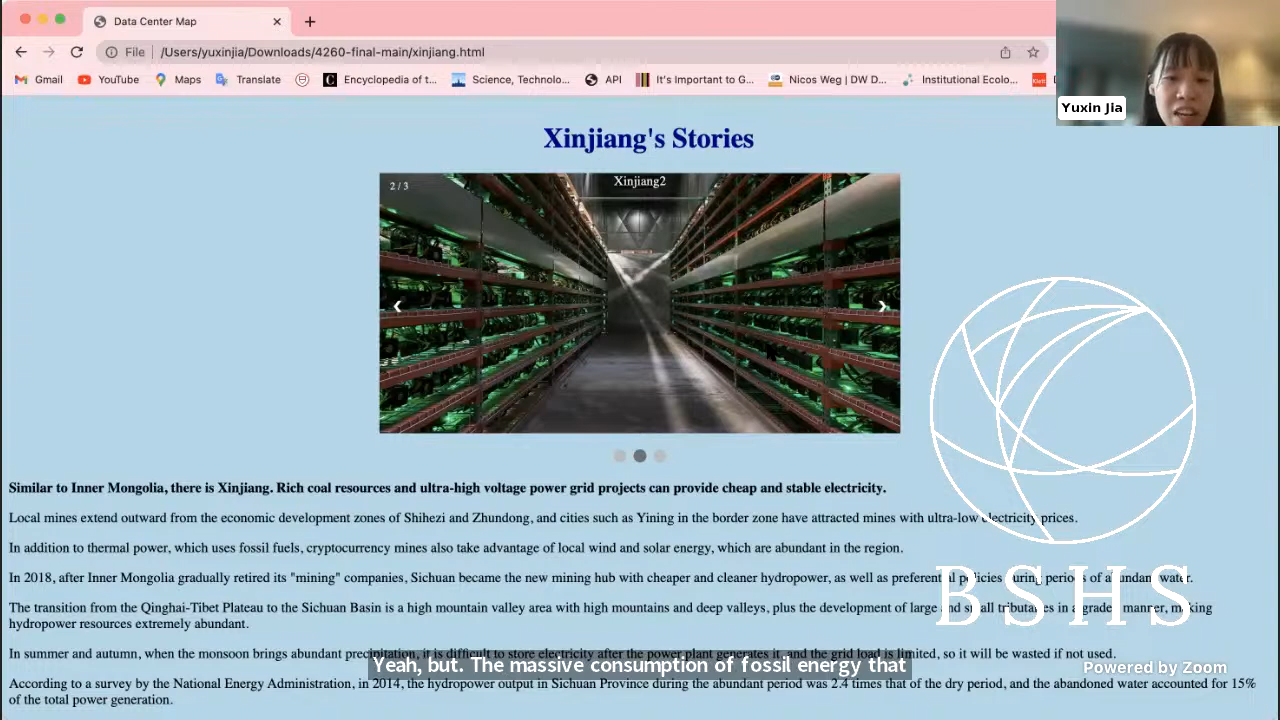 Data Center Map
File
/Users/yuxinjia/Downloads/4260-final-main/xinjiang.html
Gmail YouTube Maps Translate Encyclopedia of t... Science, Technolo... API It's Important to G... Nicos Weg | DW D... Institutional Ecolo...
Yuxin Jia
Xinjiang's Stories
2 / 3
Xinjiang2
Similar to Inner Mongolia, there is Xinjiang. Rich coal resources and ultra-high voltage power grid projects can provide cheap and stable electricity.
Local mines extend outward from the economic development zones of Shihezi and Zhundong, and cities such as Yining in the border zone have attracted mines with ultra-low electricity prices.
In addition to thermal power, which uses fossil fuels, cryptocurrency mines also take advantage of local wind and solar energy, which are abundant in the region.
In 2018, after Inner Mongolia gradually retired its "mining" companies, Sichuan became the new mining hub with cheaper and cleaner hydropower, as well as preferential policies during periods of abundant water.
The transition from the Qinghai-Tibet Plateau to the Sichuan Basin is a high mountain valley area with high mountains and deep valleys, plus the development of large and small tributaries in a graded manner, making
hydropower resources extremely abundant.
In summer and autumn, when the monsoon brings abundant precipitation, it is difficult to store electricity after the power plant generates it, and the grid load is limited, so it will be wasted if not used.
According to a survey by the National Energy Administration, in 2014, the hydropower output in Sichuan Province during the abundant period was 2.4 times that of the dry period, and the abandoned water accounted for 15%
of the total power generation.
BSHS
Yeah, but. The massive consumption of fossil energy that
Powered by Zoom